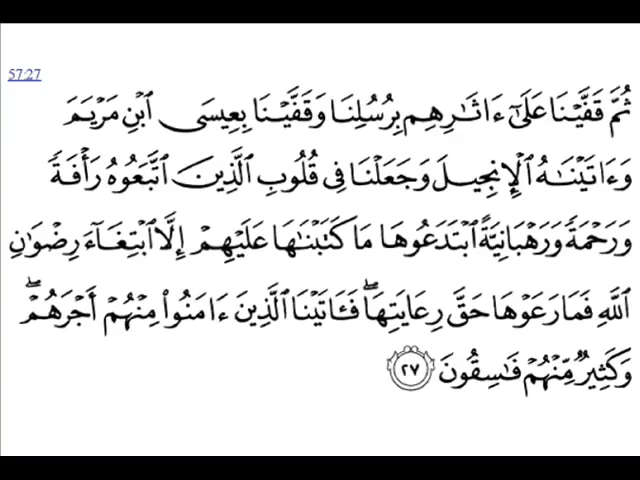 57:27
ثُمَّ قَفَّيْنَا عَلَىٰٓ ءَاثَـٰرِهِم بِرُسُلِنَا وَقَفَّيْنَا بِعِيسَى ٱبْنِ مَرْيَمَ
وَءَاتَيْنَـٰهُ ٱلْإِنجِيلَ وَجَعَلْنَا فِى قُلُوبِ ٱلَّذِينَ ٱتَّبَعُوهُ رَأْفَةً
وَرَحْمَةً وَرَهْبَانِيَّةً ٱبْتَدَعُوهَا مَا كَتَبْنَـٰهَا عَلَيْهِمْ إِلَّا ٱبْتِغَآءَ رِضْوَٰنِ
ٱللَّهِ فَمَا رَعَوْهَا حَقَّ رِعَايَتِهَا ۖ فَـَٔاتَيْنَا ٱلَّذِينَ ءَامَنُوا۟ مِنْهُمْ أَجْرَهُمْ ۖ
وَكَثِيرٌ مِّنْهُمْ فَـٰسِقُونَ ٢٧